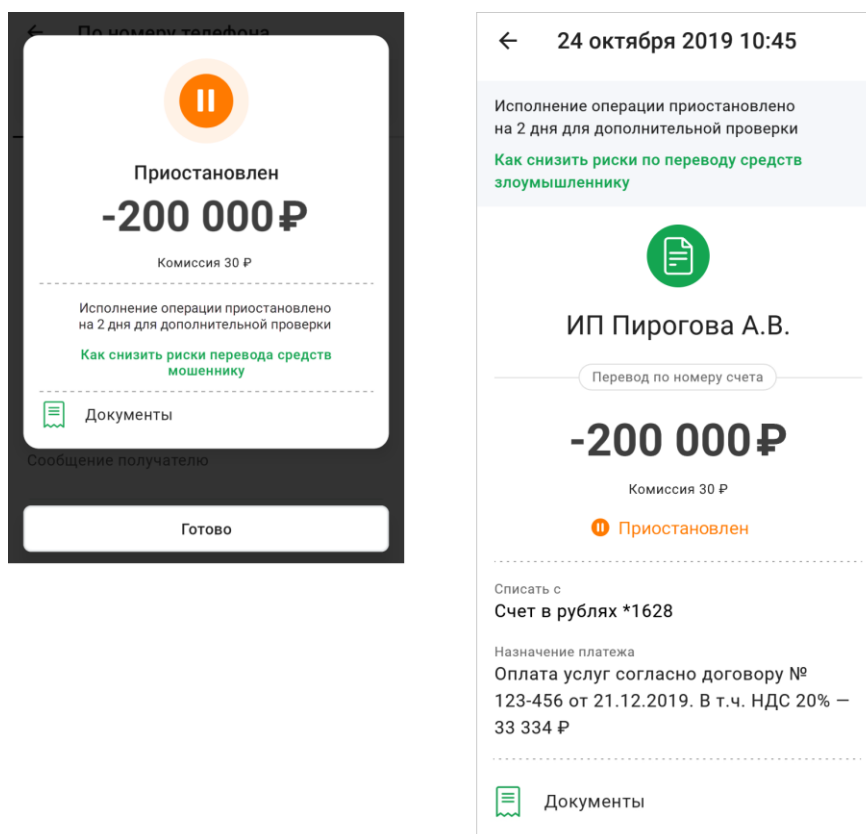 По номеру телефона
Приостановлен
-200 000 ₽
Комиссия 30 ₽
Исполнение операции приостановлено
на 2 дня для дополнительной проверки
Как снизить риски перевода средств
мошеннику
Документы
Сообщение получателю
Готово
24 октября 2019 10:45
Исполнение операции приостановлено
на 2 дня для дополнительной проверки
Как снизить риски по переводу средств
злоумышленнику
ИП Пирогова А.В.
Перевод по номеру счета
-200 000 ₽
Комиссия 30 ₽
Приостановлен
Списать с
Счет в рублях *1628
Назначение платежа
Оплата услуг согласно договору №
123-456 от 21.12.2019. В т.ч. НДС 20% —
33 334 ₽
Документы